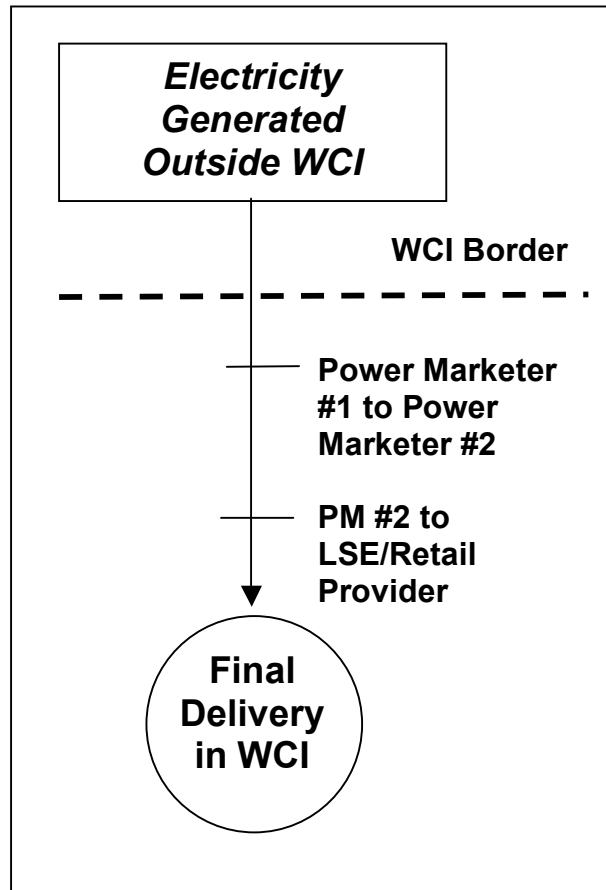 Electricity
Generated
Outside WCI
WCI Border
Power Marketer
#1 to Power
Marketer #2
PM #2 to
LSE/Retail
Provider
Final
Delivery
in WCI